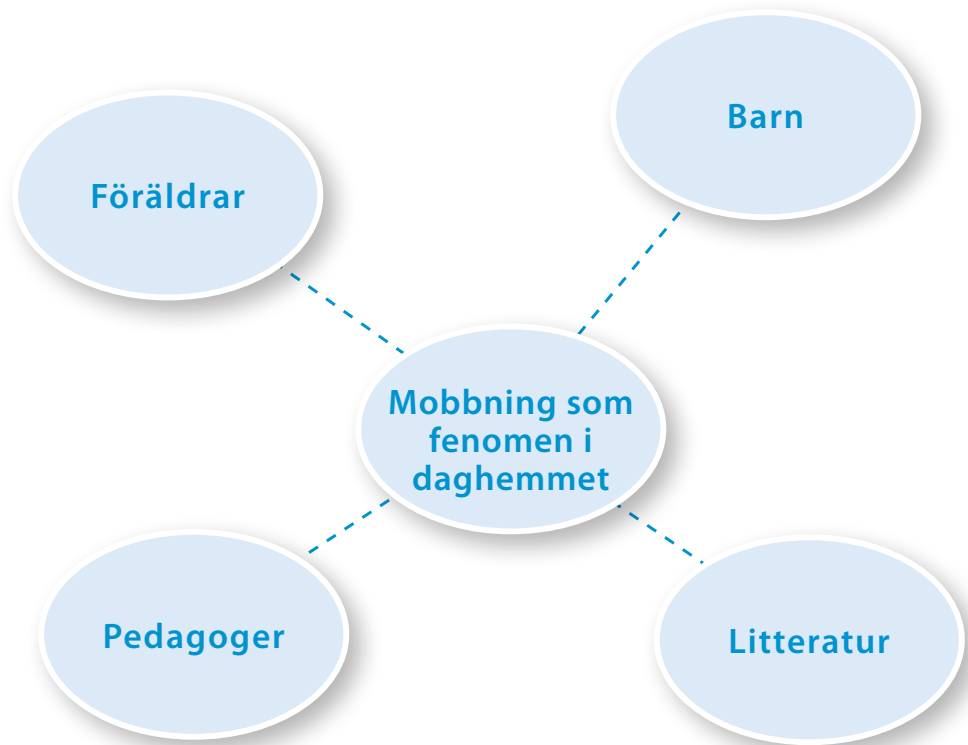 Barn
Föräldrar
Mobbning som
fenomen i
daghemmet
Pedagoger
Litteratur